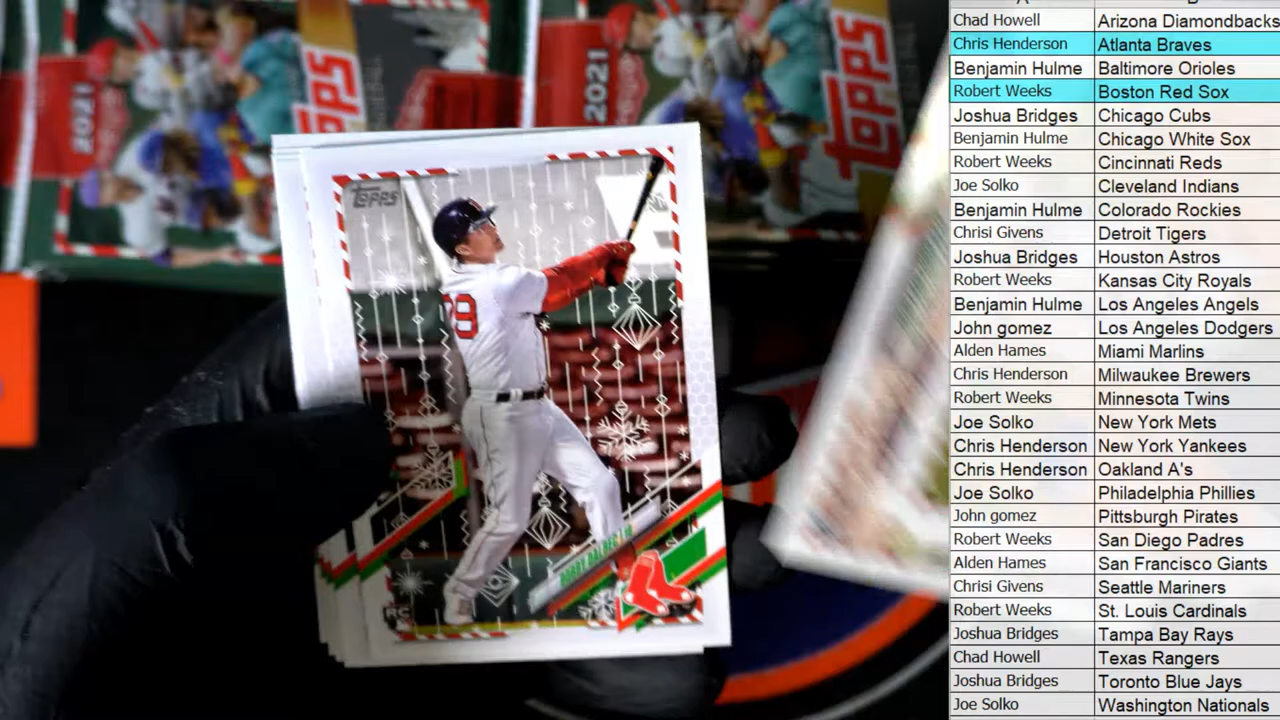 2021
TOPPS
2021
TOPPS
TOPPS
59
BOBBY DALBEC
RC
Chad Howell Arizona Diamondbacks
Chris Henderson Atlanta Braves
Benjamin Hulme Baltimore Orioles
Robert Weeks Boston Red Sox
Joshua Bridges Chicago Cubs
Benjamin Hulme Chicago White Sox
Robert Weeks Cincinnati Reds
Joe Solko Cleveland Indians
Benjamin Hulme Colorado Rockies
Chrisi Givens Detroit Tigers
Joshua Bridges Houston Astros
Robert Weeks Kansas City Royals
Benjamin Hulme Los Angeles Angels
John gomez Los Angeles Dodgers
Alden Hames Miami Marlins
Chris Henderson Milwaukee Brewers
Robert Weeks Minnesota Twins
Joe Solko New York Mets
Chris Henderson New York Yankees
Chris Henderson Oakland A's
Joe Solko Philadelphia Phillies
John gomez Pittsburgh Pirates
Robert Weeks San Diego Padres
Alden Hames San Francisco Giants
Chrisi Givens Seattle Mariners
Robert Weeks St. Louis Cardinals
Joshua Bridges Tampa Bay Rays
Chad Howell Texas Rangers
Joshua Bridges Toronto Blue Jays
Joe Solko Washington Nationals